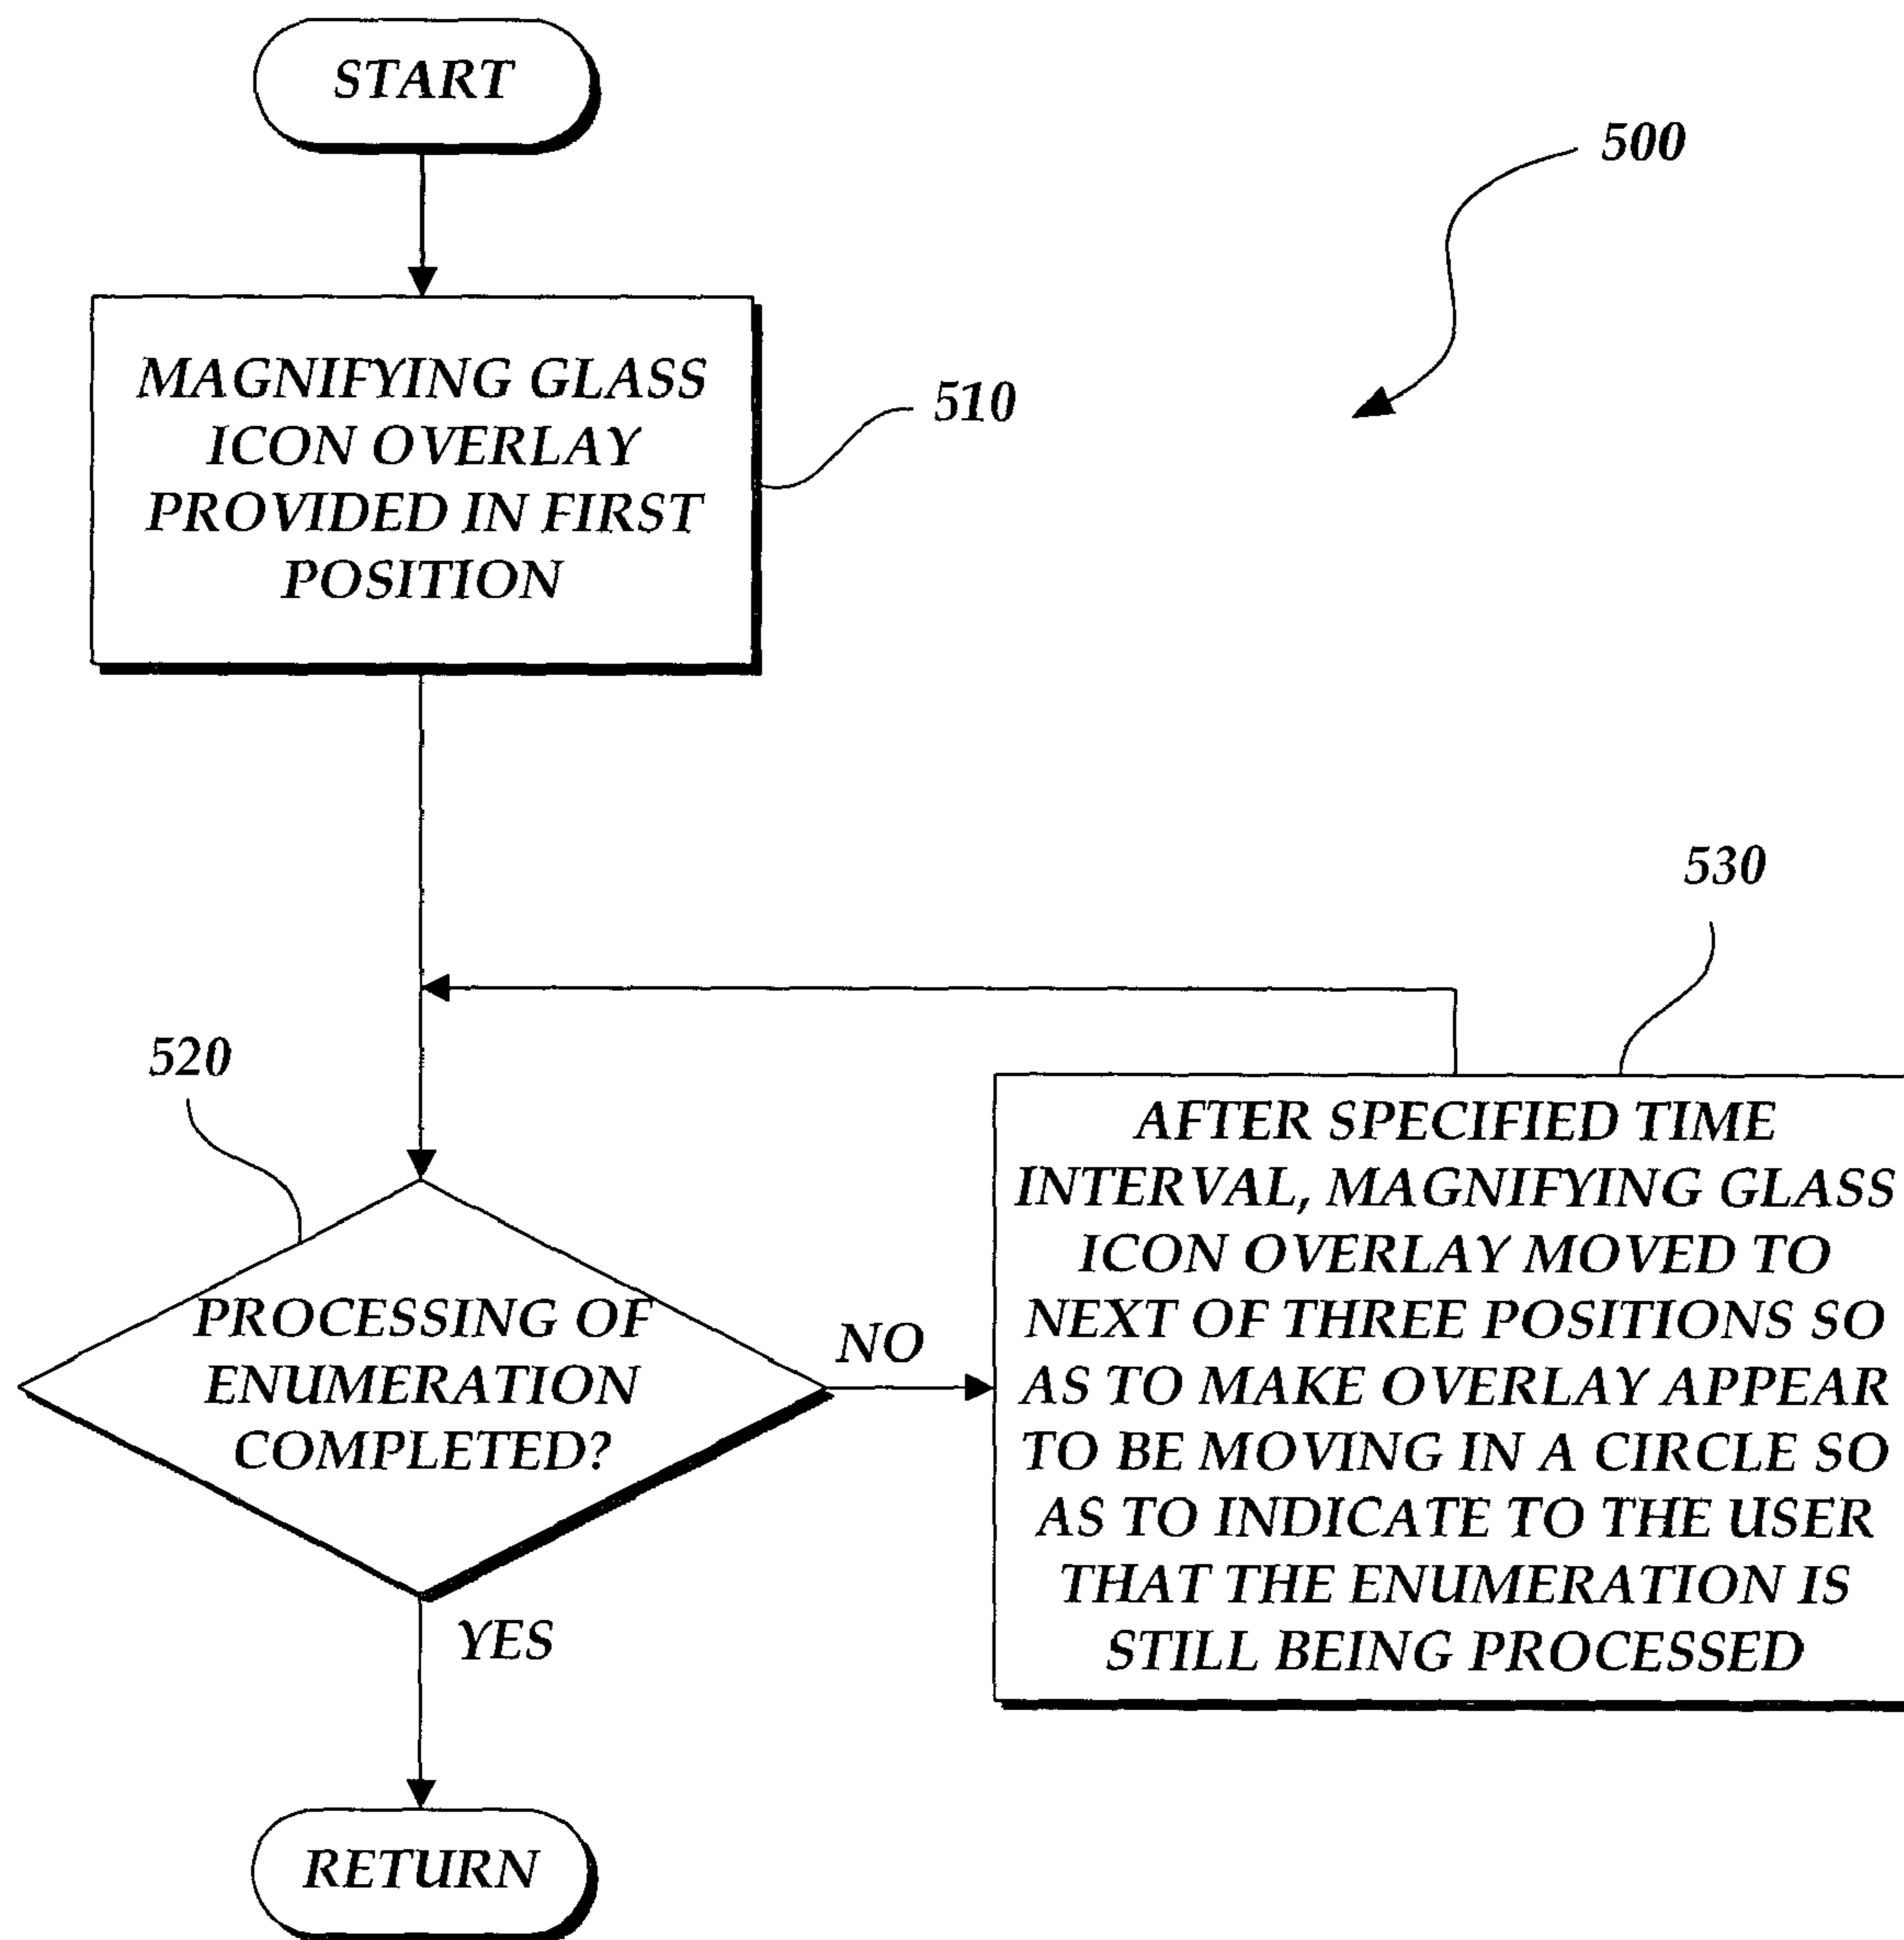 START
500
MAGNIFYING GLASS
ICON OVERLAY
PROVIDED IN FIRST
POSITION
510
530
520
PROCESSING OF
ENUMERATION
COMPLETED?
NO
AFTER SPECIFIED TIME
INTERVAL, MAGNIFYING GLASS
ICON OVERLAY MOVED TO
NEXT OF THREE POSITIONS SO
AS TO MAKE OVERLAY APPEAR
TO BE MOVING IN A CIRCLE SO
AS TO INDICATE TO THE USER
THAT THE ENUMERATION IS
STILL BEING PROCESSED
YES
RETURN